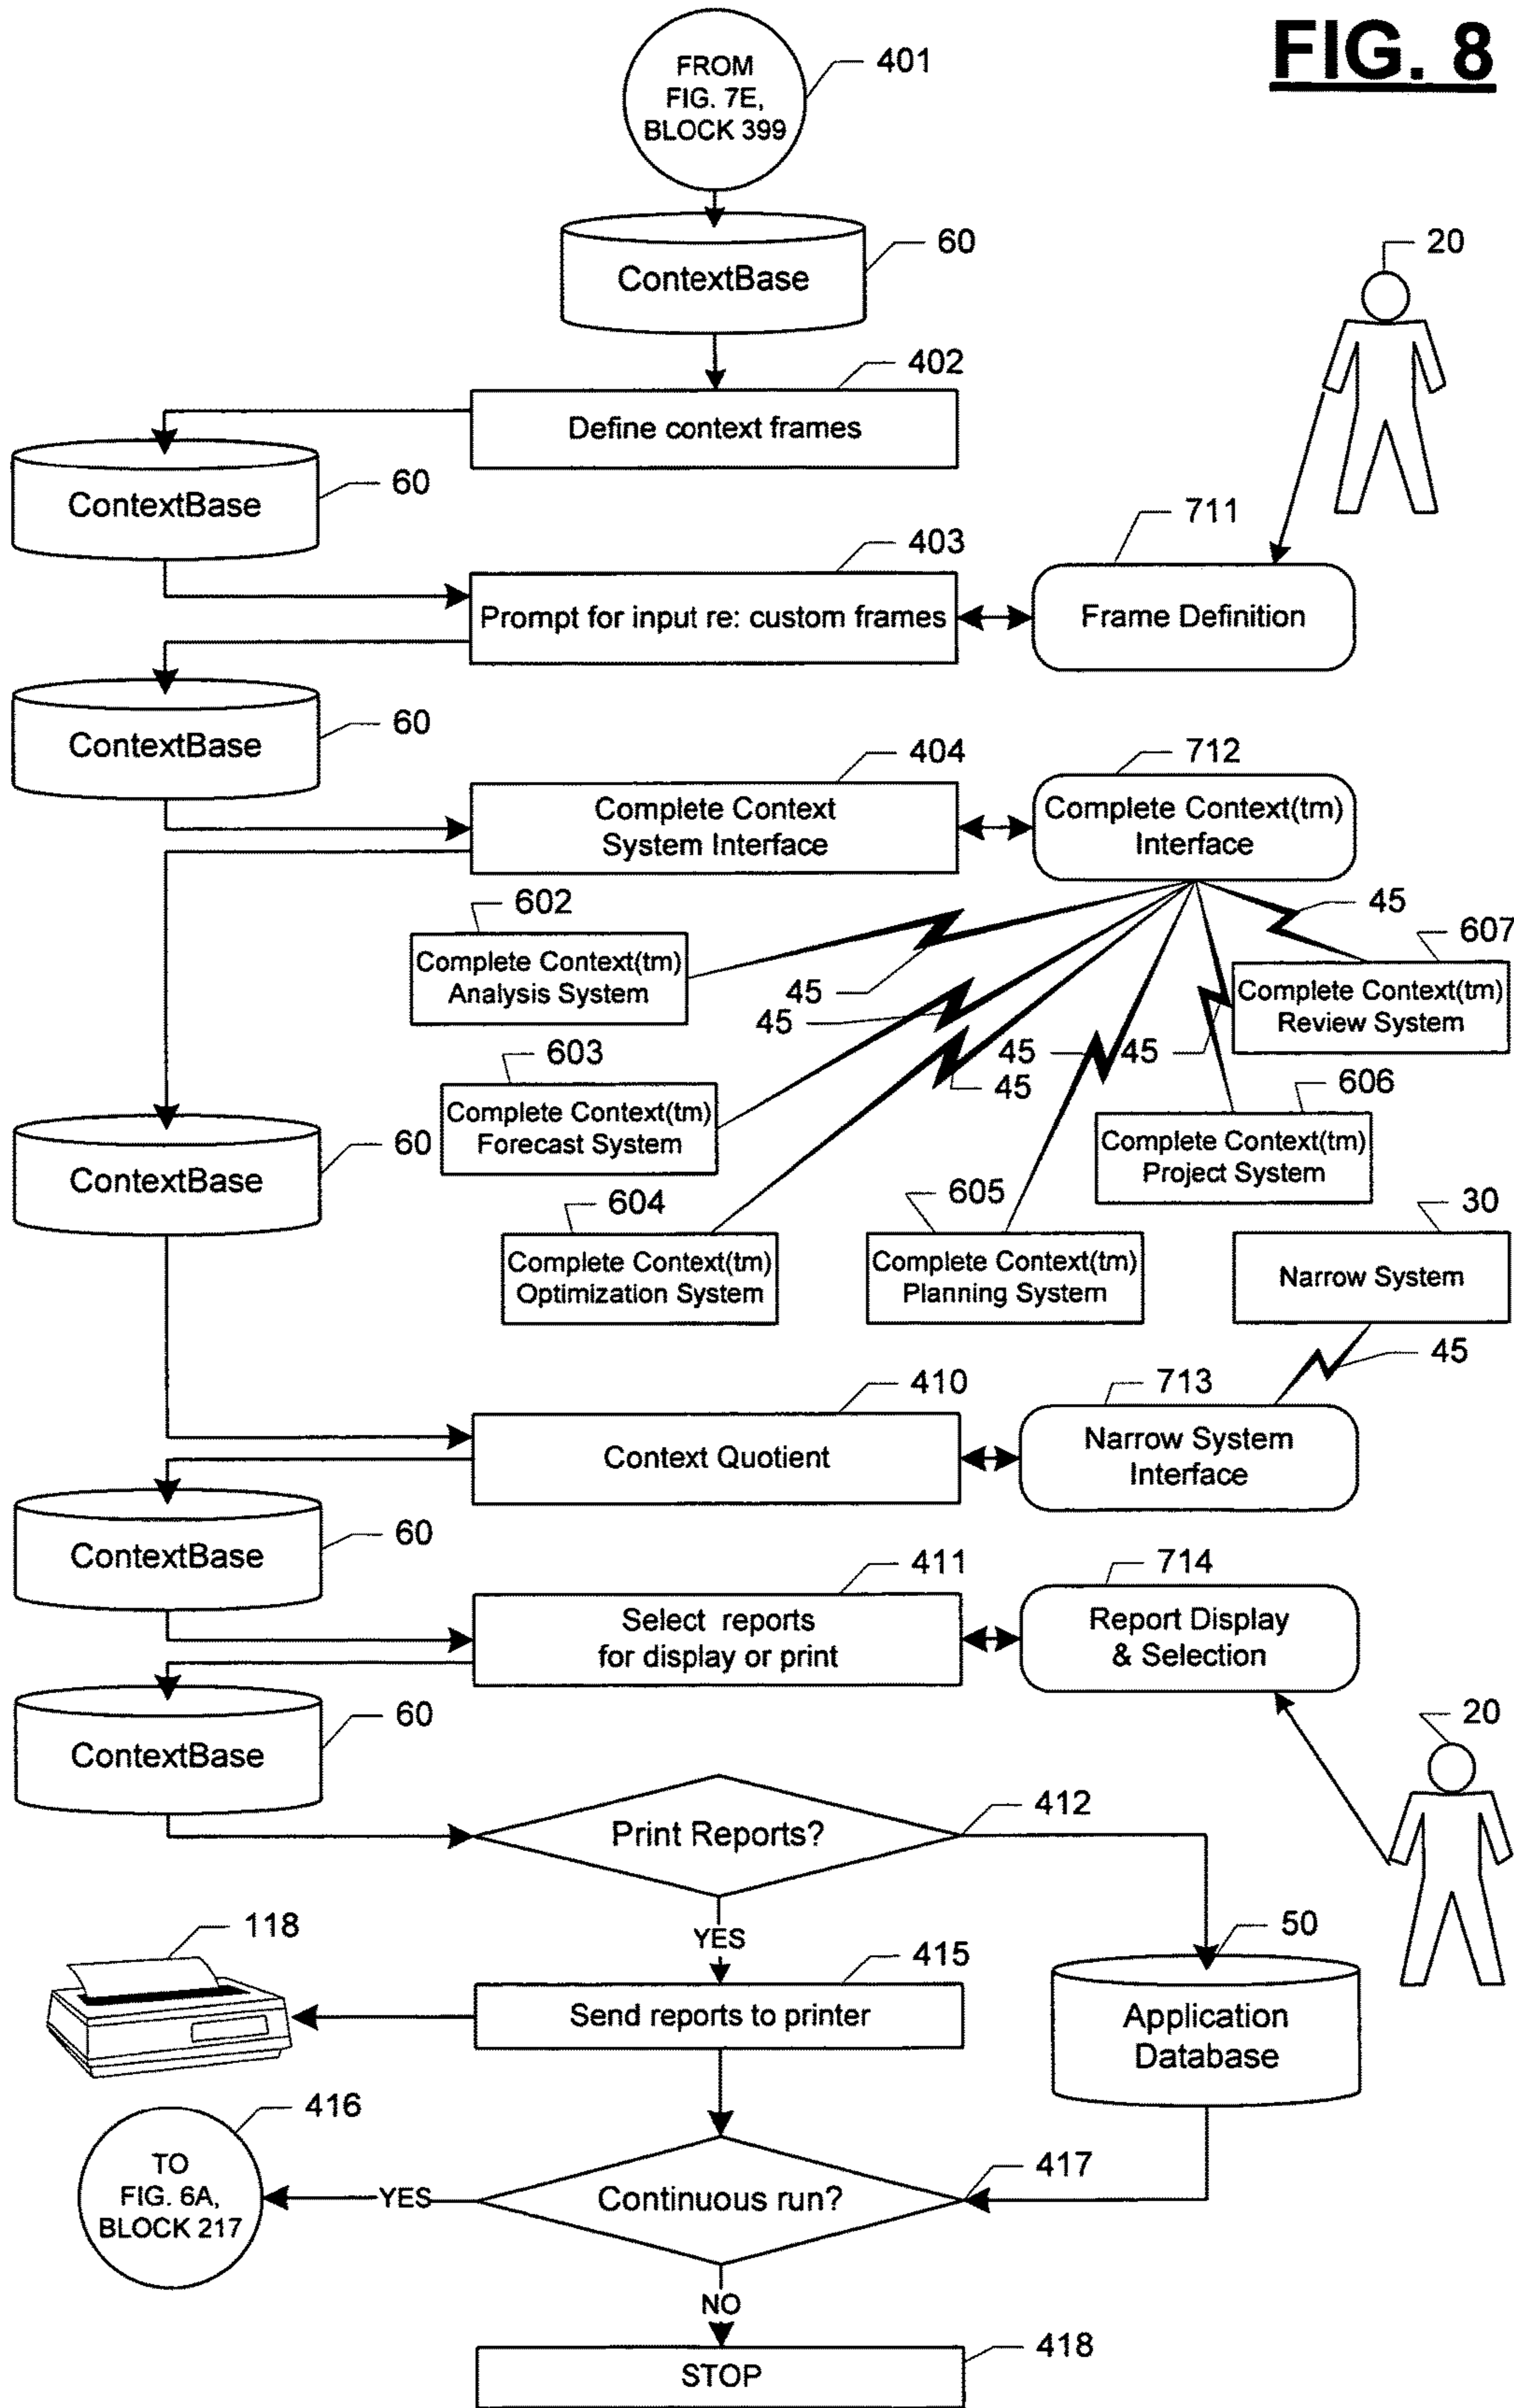 FIG. 8
FROM
FIG. 7E,
BLOCK 399
401
ContextBase
60
20
402
Define context frames
ContextBase
60
711
403
Prompt for input re: custom frames
Frame Definition
ContextBase
60
404
712
Complete Context
System Interface
Complete Context(tm)
Interface
602
Complete Context(tm)
Analysis System
45
45
45
607
Complete Context(tm)
Review System
603
Complete Context(tm)
Forecast System
45
45
45
606
Complete Context(tm)
Project System
ContextBase
60
604
Complete Context(tm)
Optimization System
605
Complete Context(tm)
Planning System
30
Narrow System
45
410
713
Context Quotient
Narrow System
Interface
ContextBase
60
411
714
Select reports
for display or print
Report Display
& Selection
ContextBase
60
20
412
Print Reports?
YES
118
415
50
Send reports to printer
Application
Database
416
TO
FIG. 6A,
BLOCK 217
YES
417
Continuous run?
NO
418
STOP